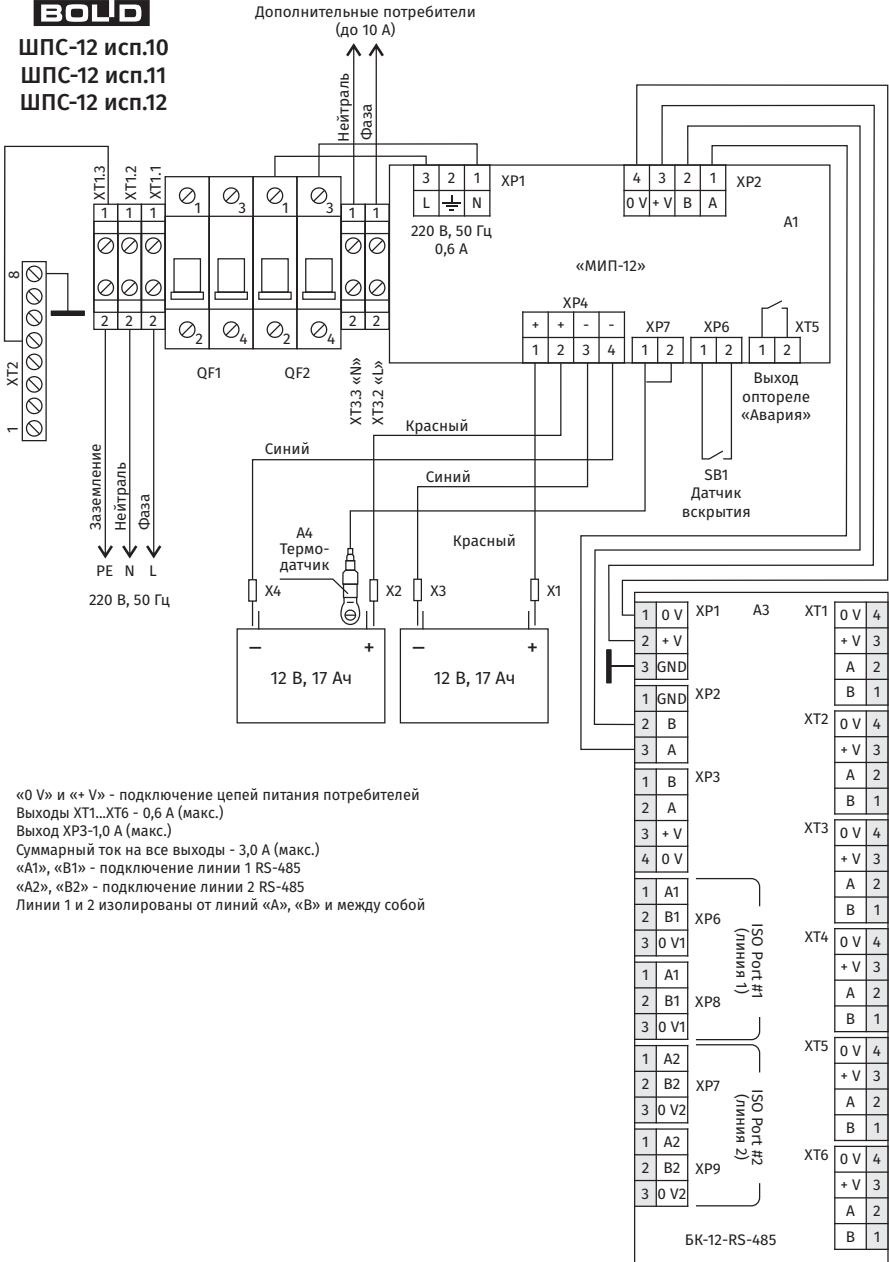 BOLID
ШПС-12 исп.10
ШПС-12 исп.11
ШПС-12 исп.12
Дополнительные потребители
(до 10 А)
Нейтраль
Фаза
XT1.3
XT1.2
XT1.1
1 1 1
2 2 2
1 3 1 3
2 4 2 4
QF1
QF2
1 1
2 2
XT3.3 «N»
XT3.2 «L»
8
XT2
1
Заземление
Нейтраль
Фаза
PE N L
220 В, 50 Гц
3 2 1 XP1
L N
220 В, 50 Гц
0,6 А
4 3 2 1 XP2
0 V + V B A
A1
«МИП-12»
XP4
+ + - -
1 2 3 4
XP7
1 2
XP6
1 2
XT5
1 2
Выход
оптореле
«Авария»
SB1
Датчик
вскрытия
Красный
Синий
Синий
Красный
A4
Термо-
датчик
X4
X2
X3
X1
– +
12 В, 17 Ач
– +
12 В, 17 Ач
«0 V» и «+ V» - подключение цепей питания потребителей
Выходы XT1...XT6 - 0,6 А (макс.)
Выход XP3-1,0 А (макс.)
Суммарный ток на все выходы - 3,0 А (макс.)
«A1», «B1» - подключение линии 1 RS-485
«A2», «B2» - подключение линии 2 RS-485
Линии 1 и 2 изолированы от линий «А», «В» и между собой
A3
XP1
1 0 V
2 + V
3 GND
XP2
1 GND
2 B
3 A
XP3
1 B
2 A
3 + V
4 0 V
XP6
1 A1
2 B1
3 0 V1
XP8
1 A1
2 B1
3 0 V1
ISO Port #1
(линия 1)
XP7
1 A2
2 B2
3 0 V2
XP9
1 A2
2 B2
3 0 V2
ISO Port #2
(линия 2)
XT1
0 V 4
+ V 3
A 2
B 1
XT2
0 V 4
+ V 3
A 2
B 1
XT3
0 V 4
+ V 3
A 2
B 1
XT4
0 V 4
+ V 3
A 2
B 1
XT5
0 V 4
+ V 3
A 2
B 1
XT6
0 V 4
+ V 3
A 2
B 1
БК-12-RS-485